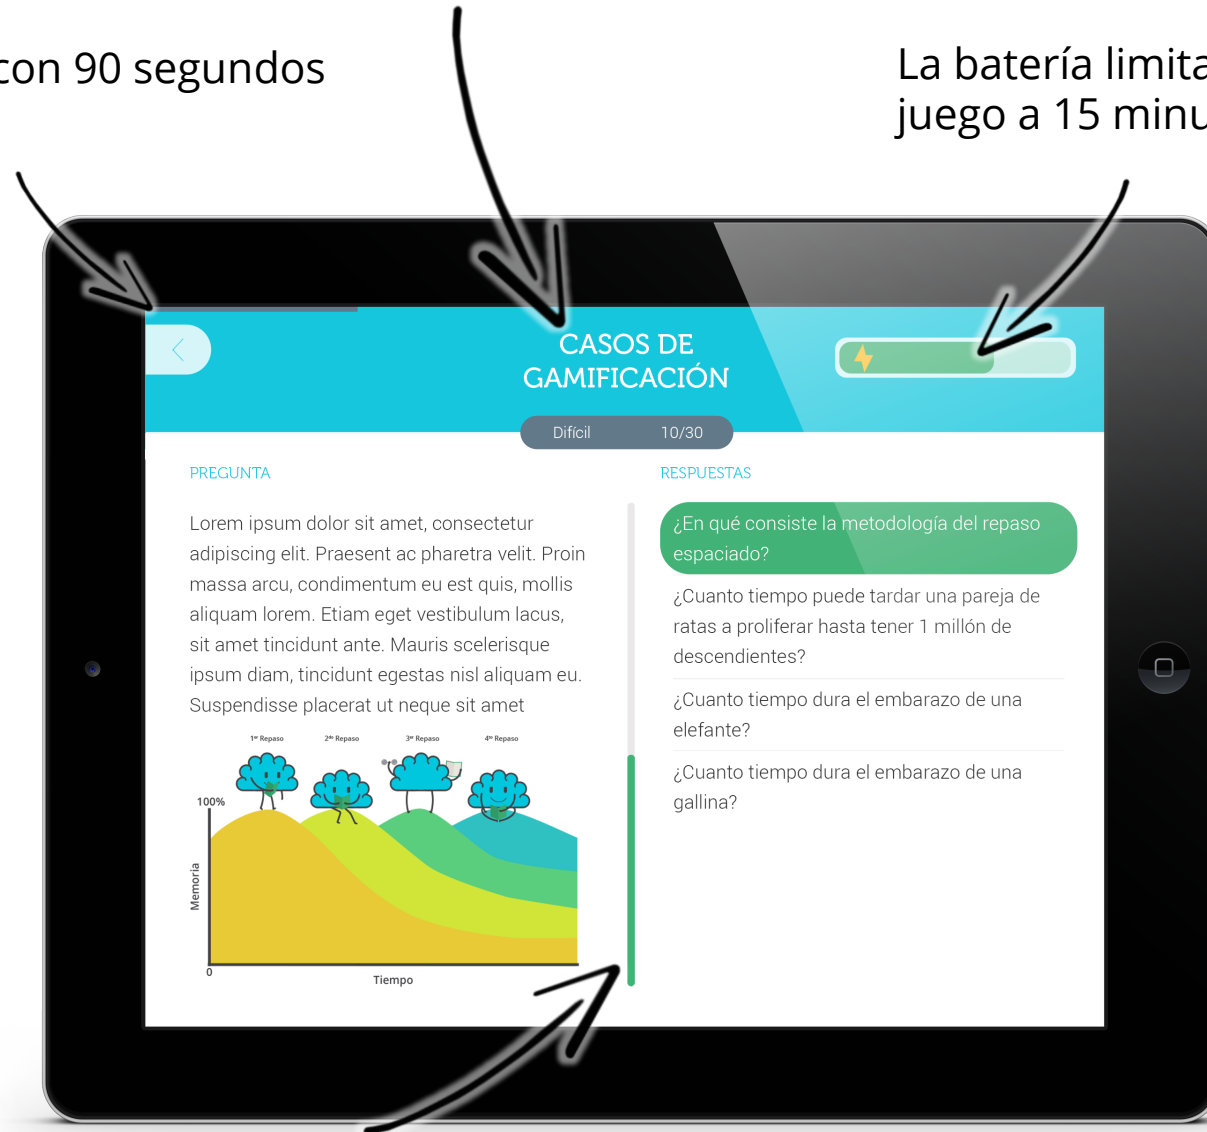 con 90 segundos
La batería limita
juego a 15 minu
CASOS DE
GAMIFICACIÓN
Difícil 10/30
PREGUNTA
Lorem ipsum dolor sit amet, consectetur
adipiscing elit. Praesent ac pharetra velit. Proin
massa arcu, condimentum eu est quis, mollis
aliquam lorem. Etiam eget vestibulum lacus,
sit amet tincidunt ante. Mauris scelerisque
ipsum diam, tincidunt egestas nisl aliquam eu.
Suspendisse placerat ut neque sit amet
1er Repaso 2do Repaso 3er Repaso 4to Repaso
100%
Memoria
0
Tiempo
RESPUESTAS
¿En qué consiste la metodología del repaso
espaciado?
¿Cuanto tiempo puede tardar una pareja de
ratas a proliferar hasta tener 1 millón de
descendientes?
¿Cuanto tiempo dura el embarazo de una
elefante?
¿Cuanto tiempo dura el embarazo de una
gallina?